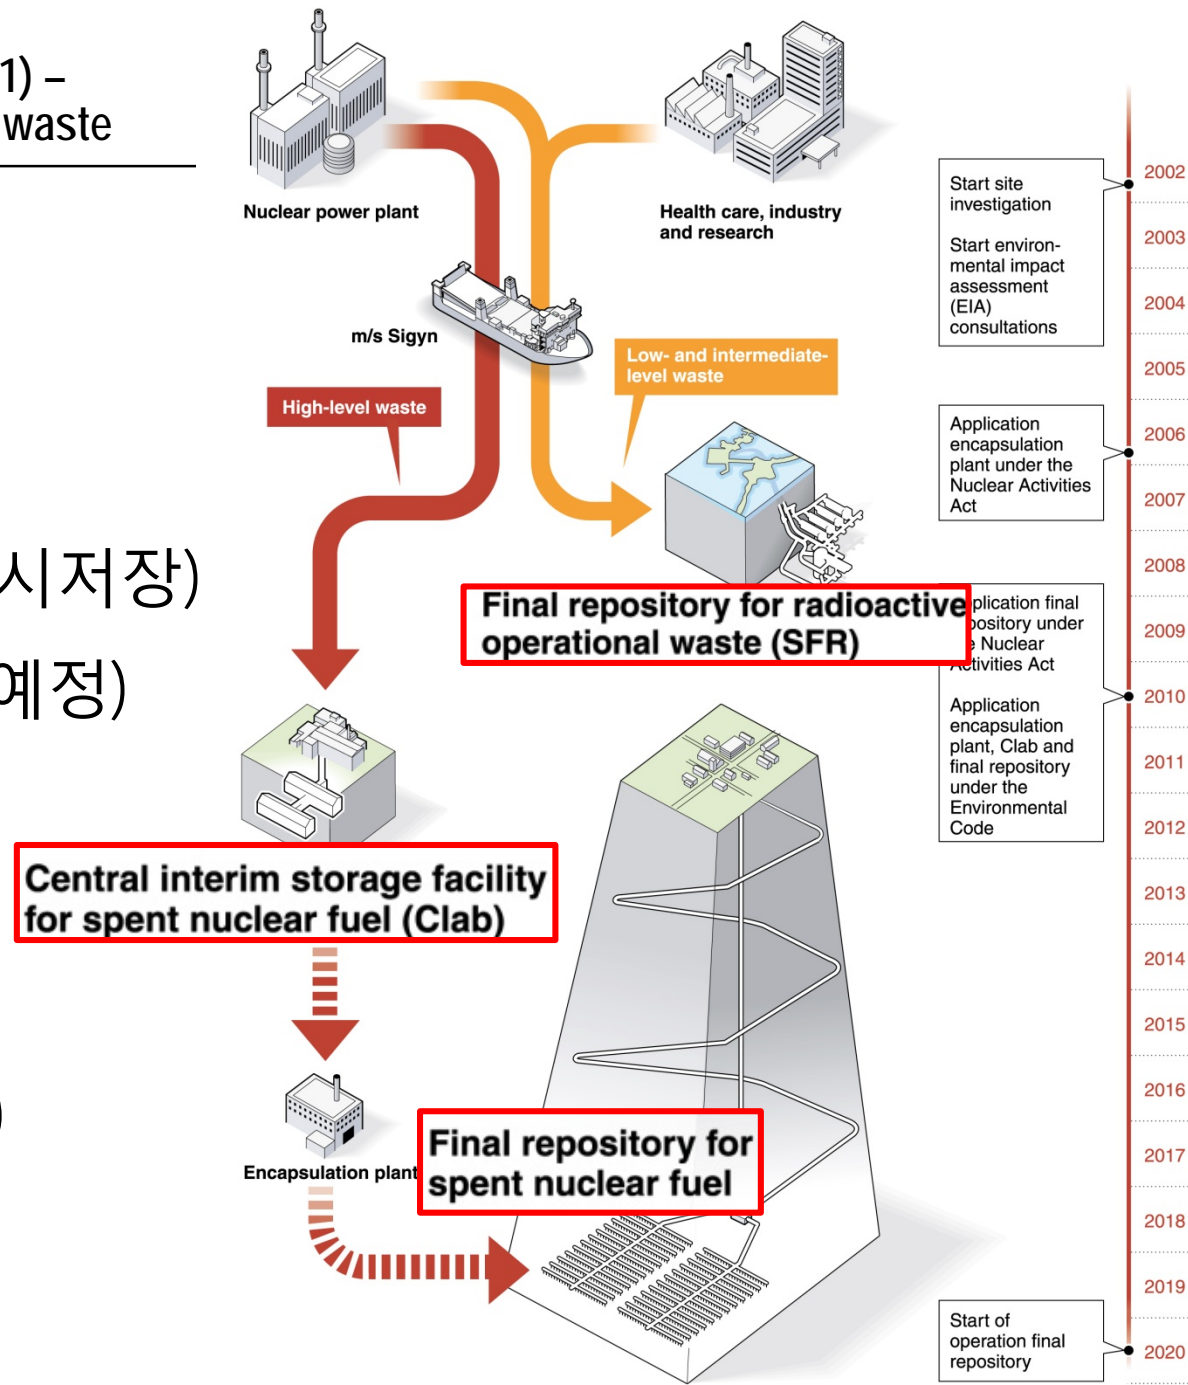 1) –
waste
Nuclear power plant
Health care, industry
and research
m/s Sigyn
High-level waste
Low- and intermediate-
level waste
시저장)
예정)
)
Final repository for radioactive
operational waste (SFR)
Central interim storage facility
for spent nuclear fuel (Clab)
Encapsulation plant
Final repository for
spent nuclear fuel
Start site
investigation
Start environ-
mental impact
assessment
(EIA)
consultations
Application
encapsulation
plant under the
Nuclear Activities
Act
plication final
pository under
e Nuclear
Activities Act
Application
encapsulation
plant, Clab and
final repository
under the
Environmental
Code
Start of
operation final
repository
2002
2003
2004
2005
2006
2007
2008
2009
2010
2011
2012
2013
2014
2015
2016
2017
2018
2019
2020